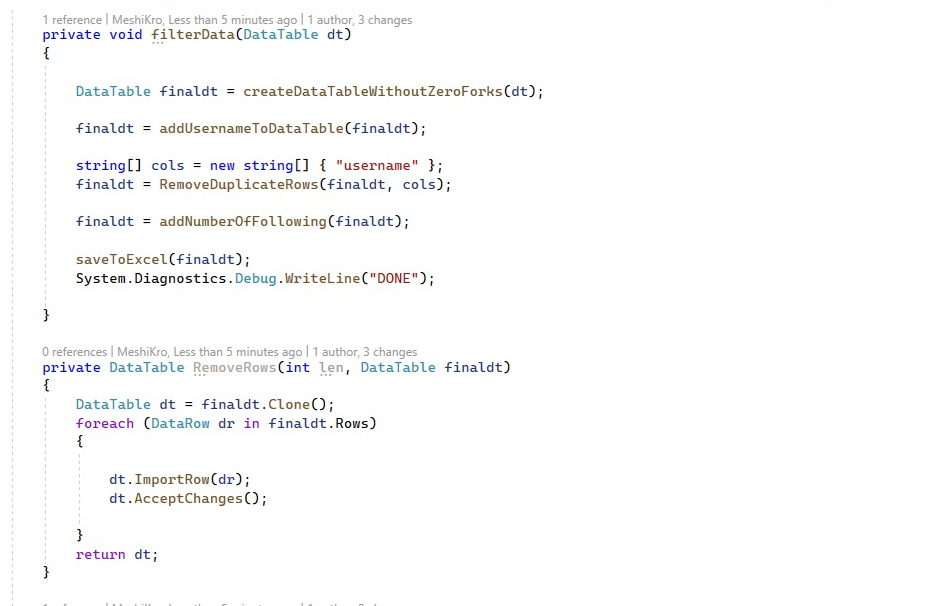 1 reference | MeshiKro, Less than 5 minutes ago | 1 author, 3 changes
private void filterData(DataTable dt)
{
DataTable finaldt = createDataTableWithoutZeroForks(dt);
finaldt = addUsernameToDataTable(finaldt);
string[] cols = new string[] { "username" };
finaldt = RemoveDuplicateRows(finaldt, cols);
finaldt = addNumberOfFollowing(finaldt);
saveToExcel(finaldt);
System.Diagnostics.Debug.WriteLine("DONE");
}
0 references | MeshiKro, Less than 5 minutes ago | 1 author, 3 changes
private DataTable RemoveRows(int len, DataTable finaldt)
{
DataTable dt = finaldt.Clone();
foreach (DataRow dr in finaldt.Rows)
{
dt.ImportRow(dr);
dt.AcceptChanges();
}
return dt;
}